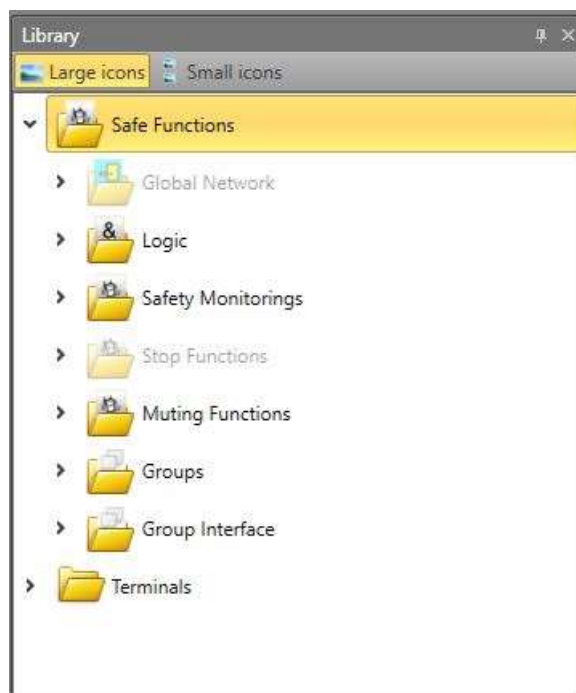 Library
Large icons Small icons
Safe Functions
Global Network
& Logic
Safety Monitorings
Stop Functions
Muting Functions
Groups
Group Interface
Terminals